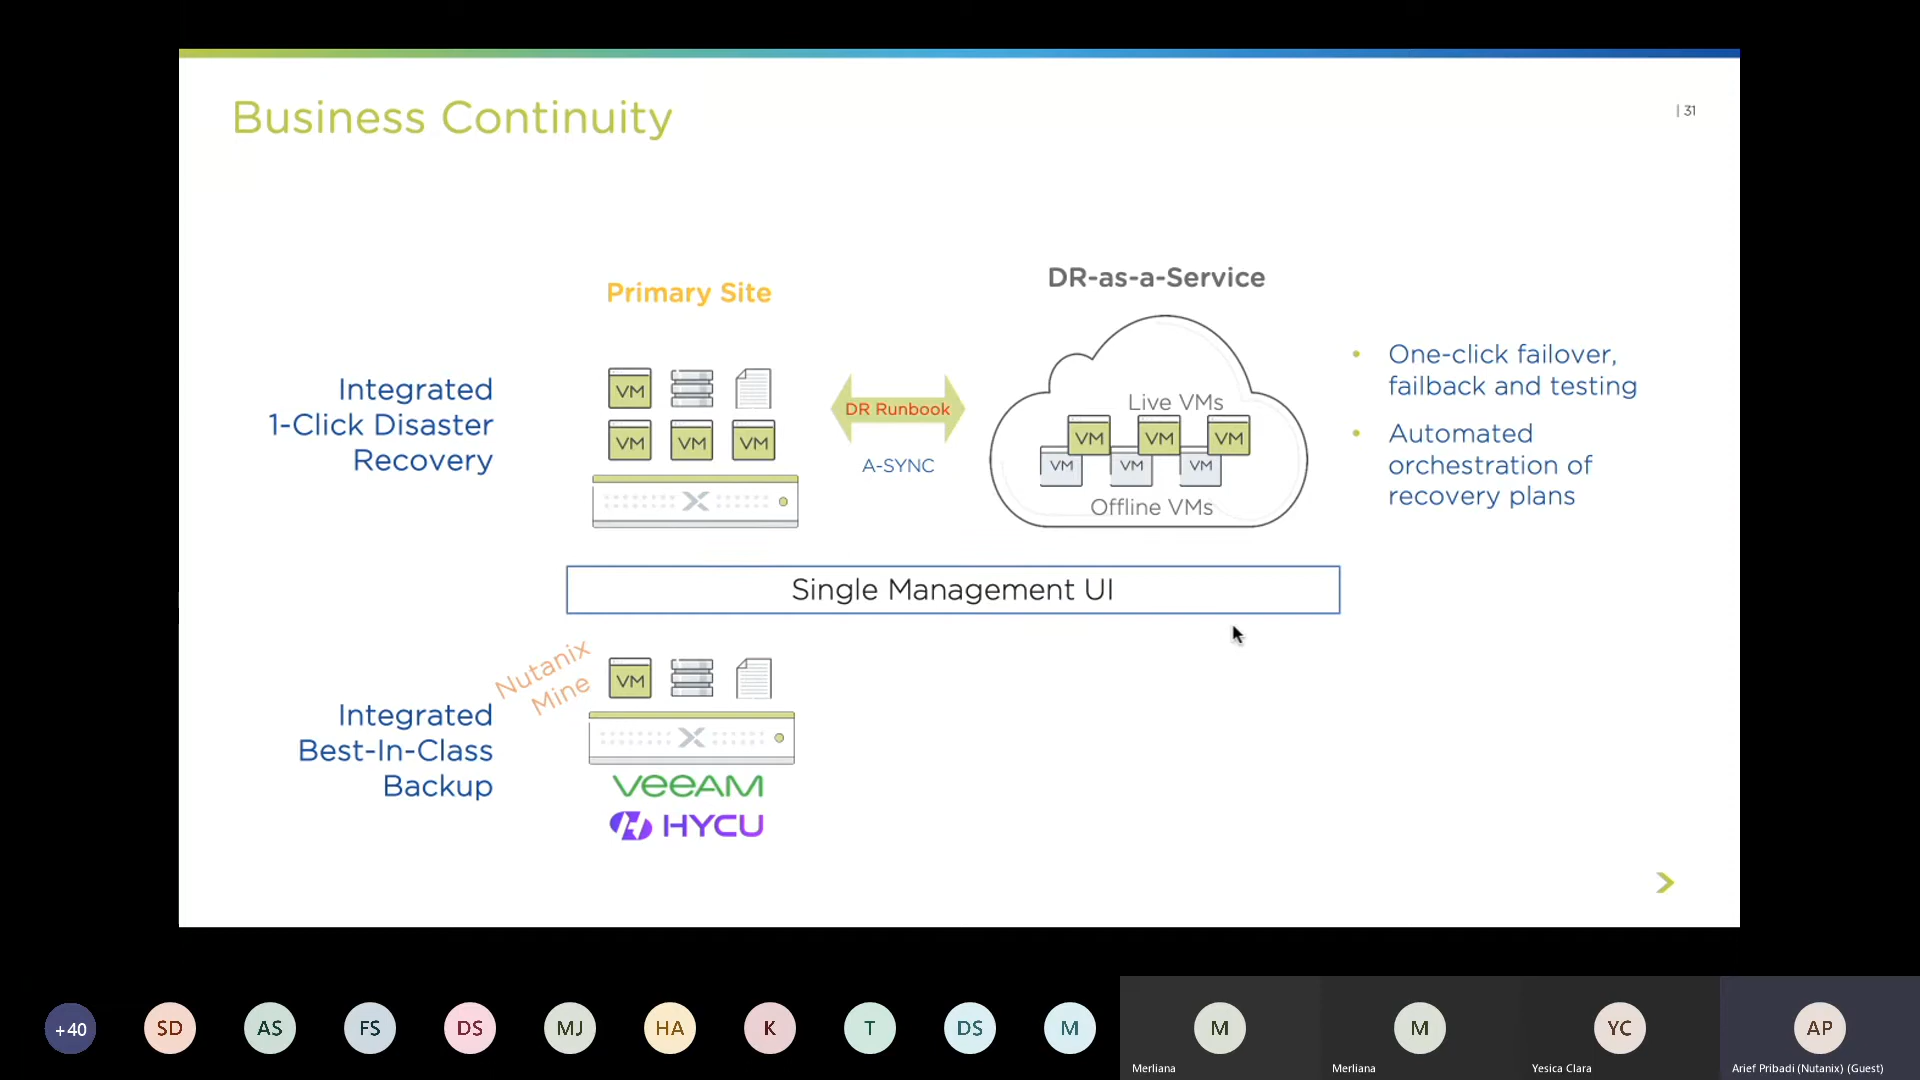 Business Continuity
| 31
Primary Site
DR-as-a-Service
Integrated
1-Click Disaster
Recovery
VM
VM VM VM
DR Runbook
A-SYNC
Live VMs
VM VM VM
VM VM VM
Offline VMs
One-click failover,
failback and testing
Automated
orchestration of
recovery plans
Single Management UI
Nutanix
Mine
VM
Integrated
Best-In-Class
Backup
veeAM
HYCU
+40 SD AS FS DS MJ HA K T DS M M M YC AP
Merliana Merliana Yesica Clara Arief Pribadi (Nutanix) (Guest)